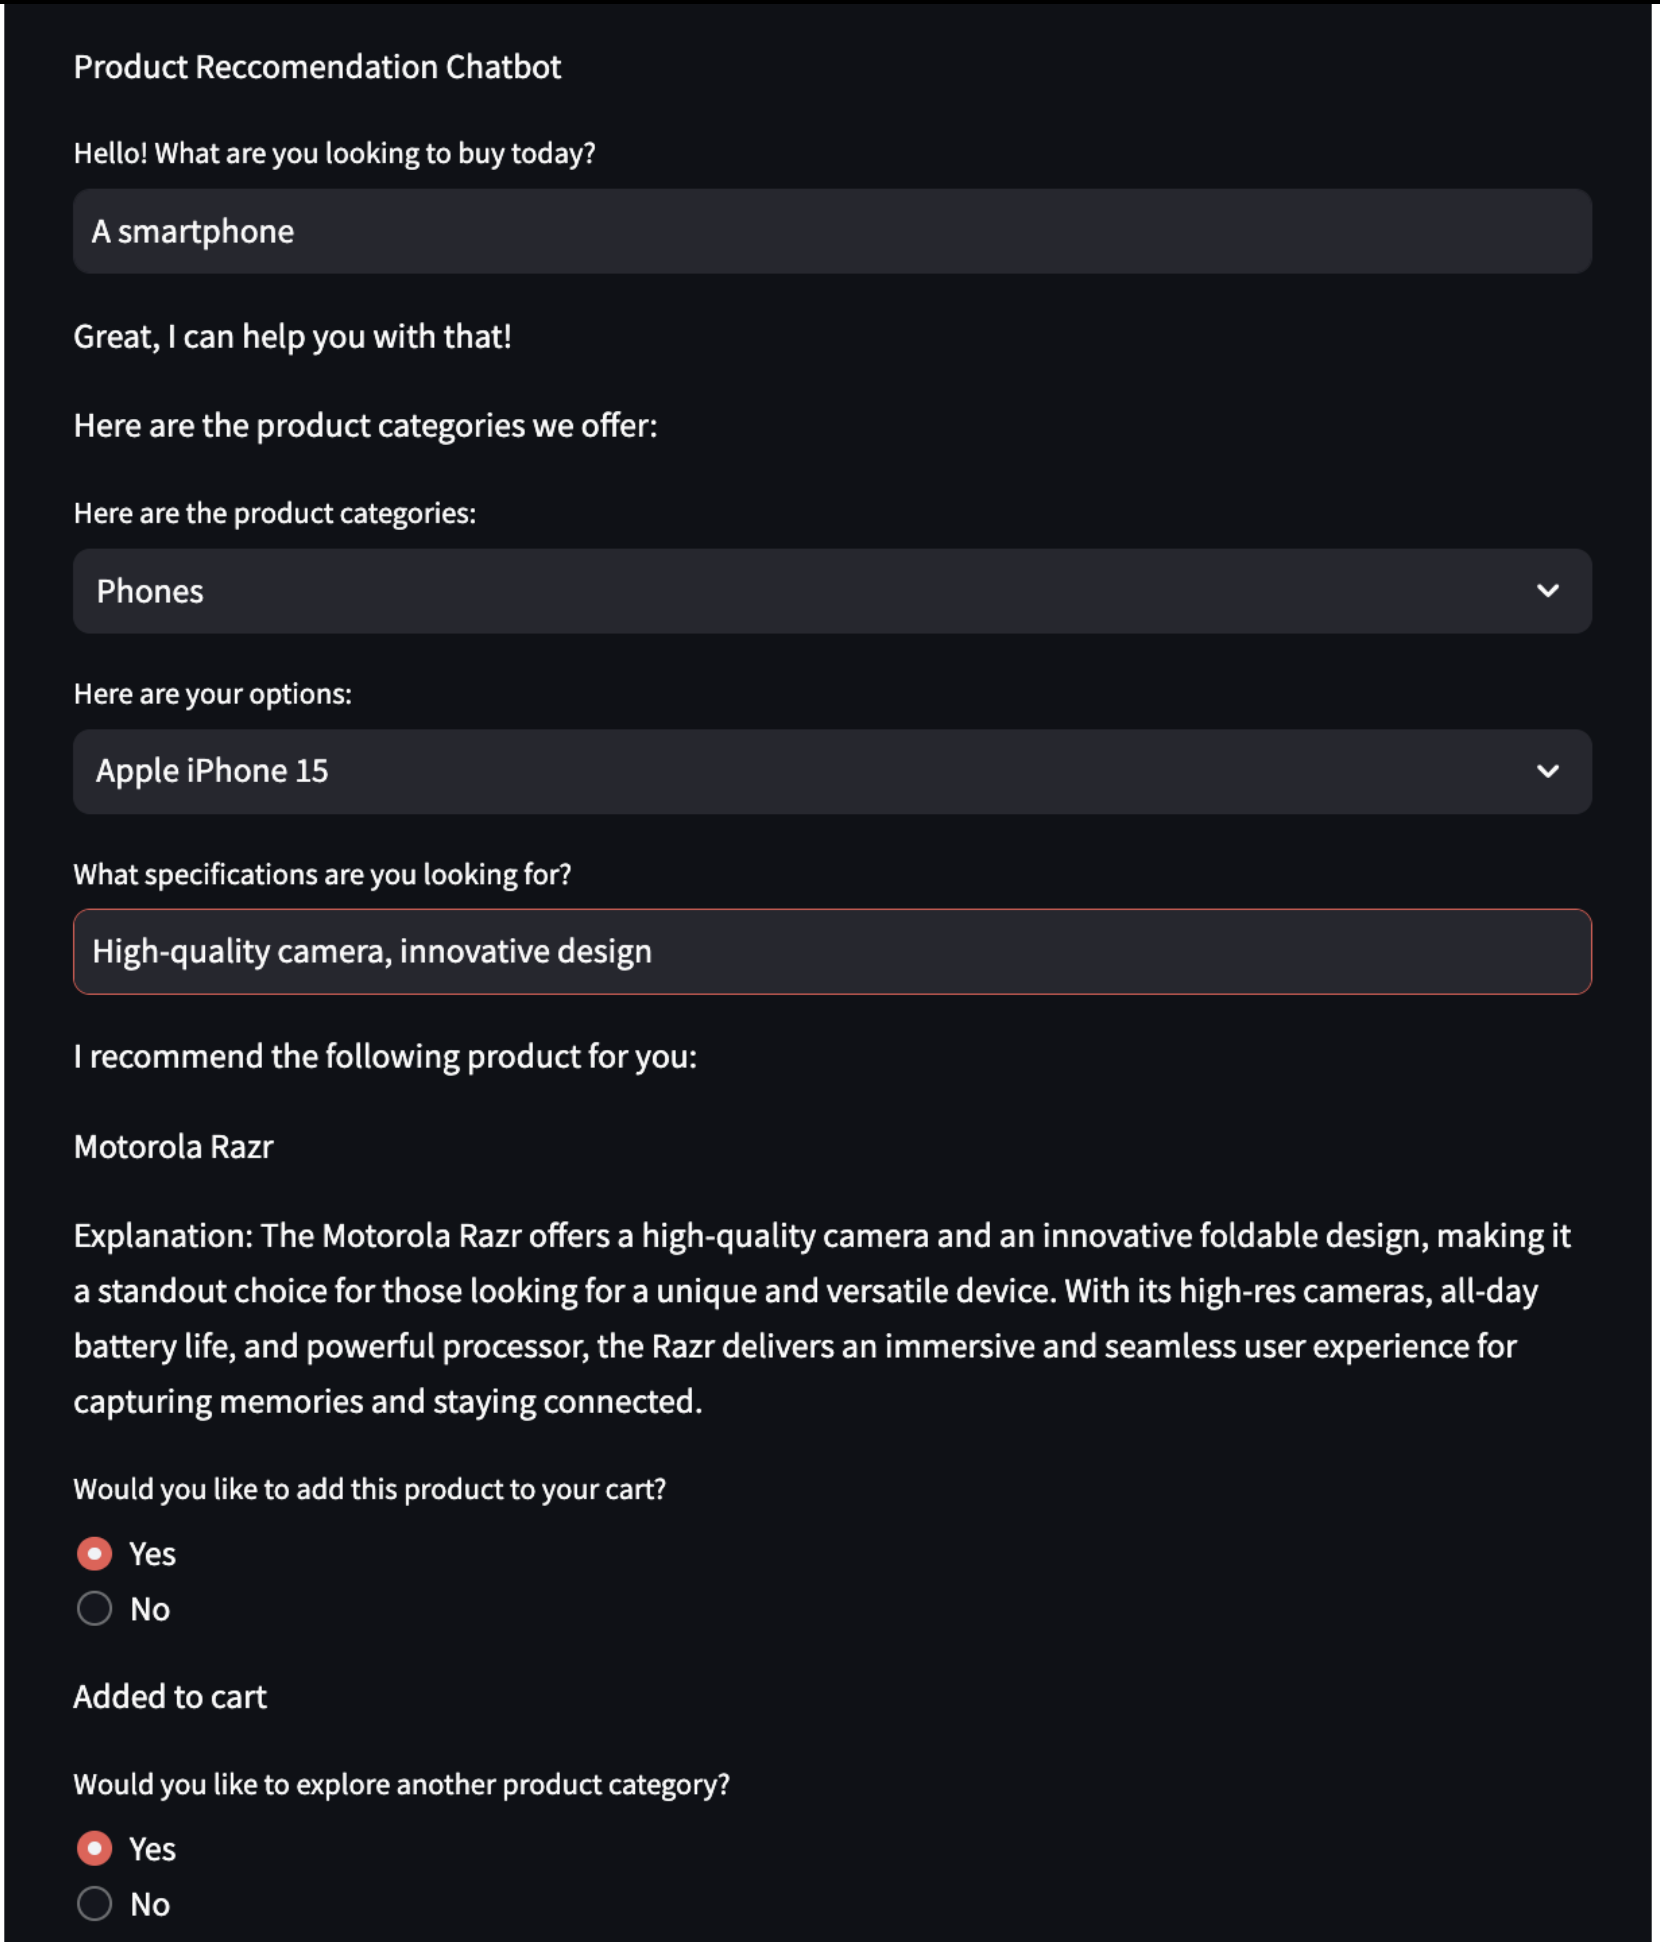 Product Reccomendation Chatbot
Hello! What are you looking to buy today?
A smartphone
Great, I can help you with that!
Here are the product categories we offer:
Here are the product categories:
Phones
Here are your options:
Apple iPhone 15
What specifications are you looking for?
High-quality camera, innovative design
I recommend the following product for you:
Motorola Razr
Explanation: The Motorola Razr offers a high-quality camera and an innovative foldable design, making it
a standout choice for those looking for a unique and versatile device. With its high-res cameras, all-day
battery life, and powerful processor, the Razr delivers an immersive and seamless user experience for
capturing memories and staying connected.
Would you like to add this product to your cart?
Yes
No
Added to cart
Would you like to explore another product category?
Yes
No